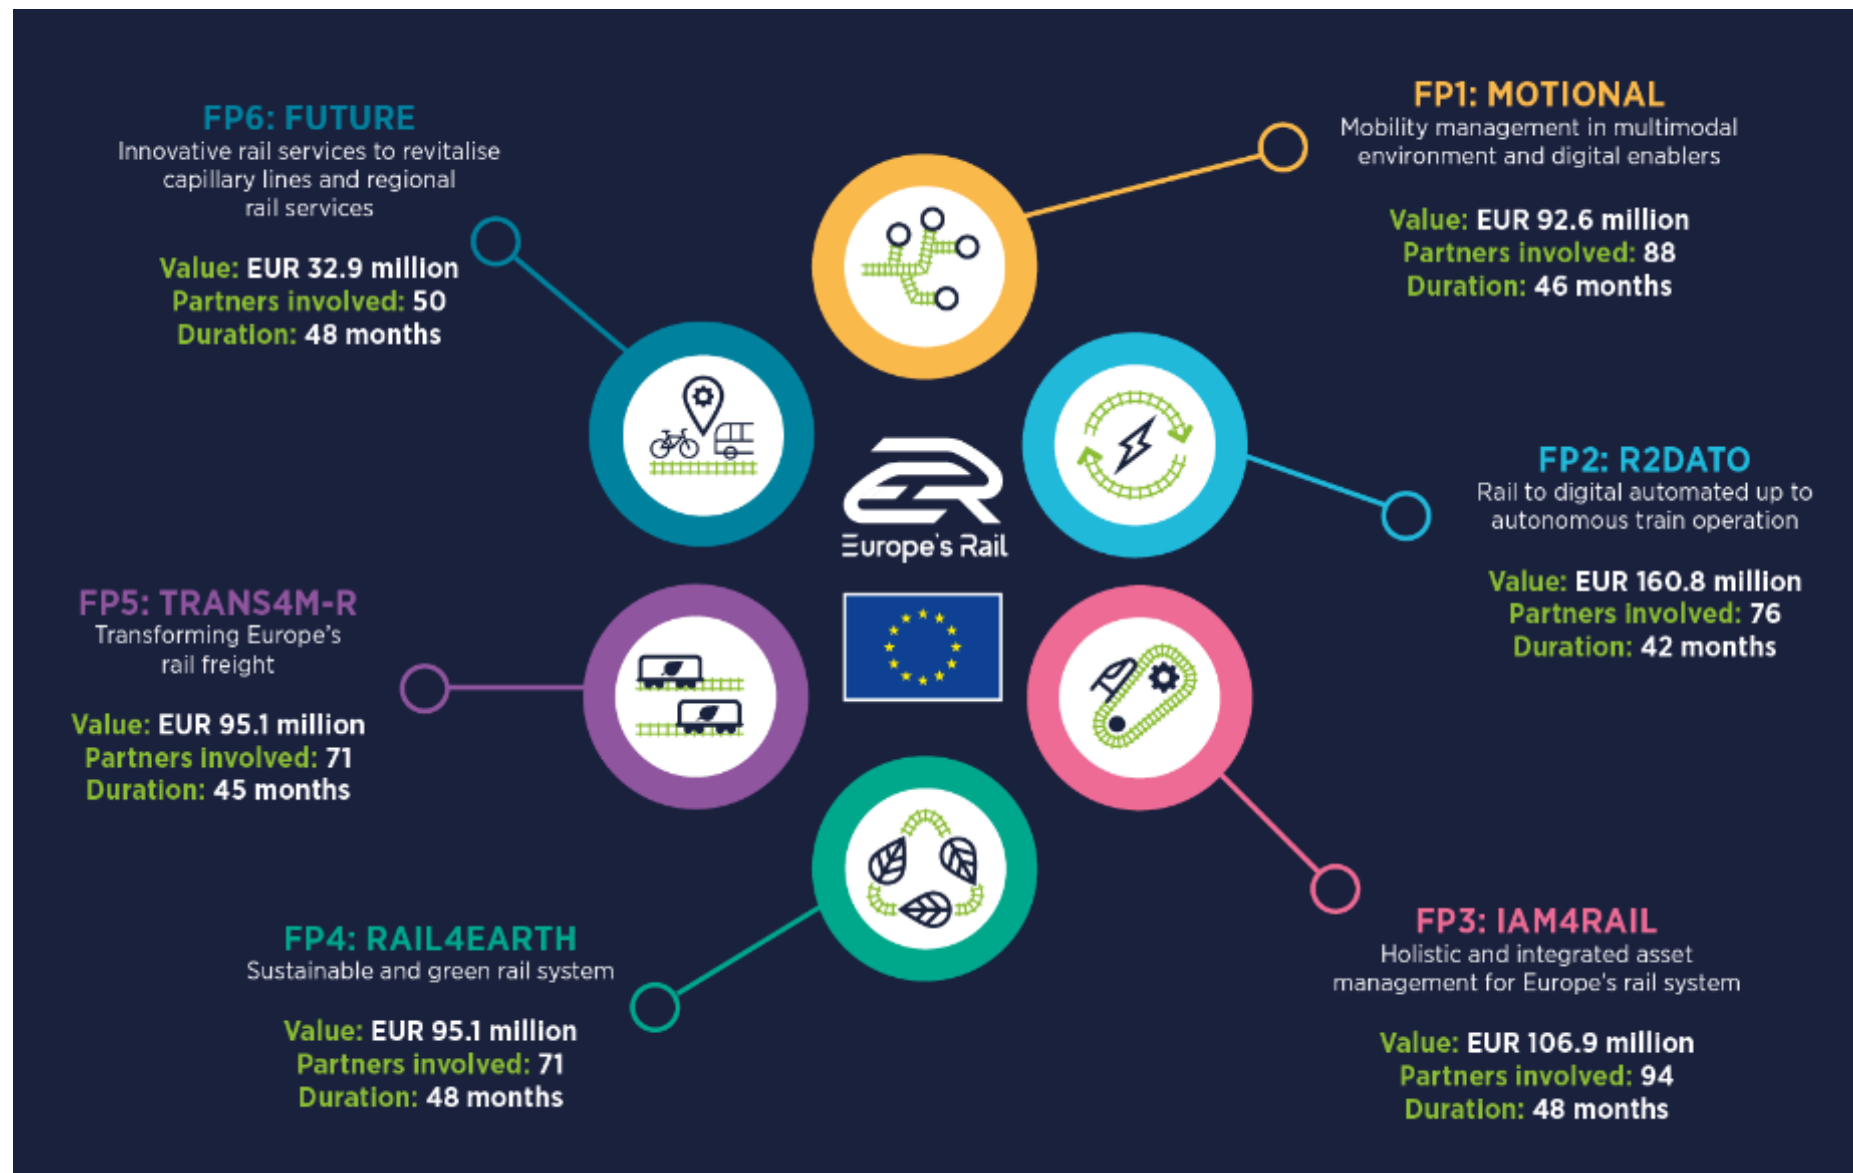 FP1: MOTIONAL
Mobility management in multimodal
environment and digital enablers
Value: EUR 92.6 million
Partners involved: 88
Duration: 46 months
FP2: R2DATO
Rail to digital automated up to
autonomous train operation
Value: EUR 160.8 million
Partners involved: 76
Duration: 42 months
FP3: IAM4RAIL
Holistic and integrated asset
management for Europe's rail system
Value: EUR 106.9 million
Partners involved: 94
Duration: 48 months
FP4: RAIL4EARTH
Sustainable and green rail system
Value: EUR 95.1 million
Partners involved: 71
Duration: 48 months
FP5: TRANS4M-R
Transforming Europe's
rail freight
Value: EUR 95.1 million
Partners involved: 71
Duration: 45 months
FP6: FUTURE
Innovative rail services to revitalise
capillary lines and regional
rail services
Value: EUR 32.9 million
Partners involved: 50
Duration: 48 months
Europe's Rail